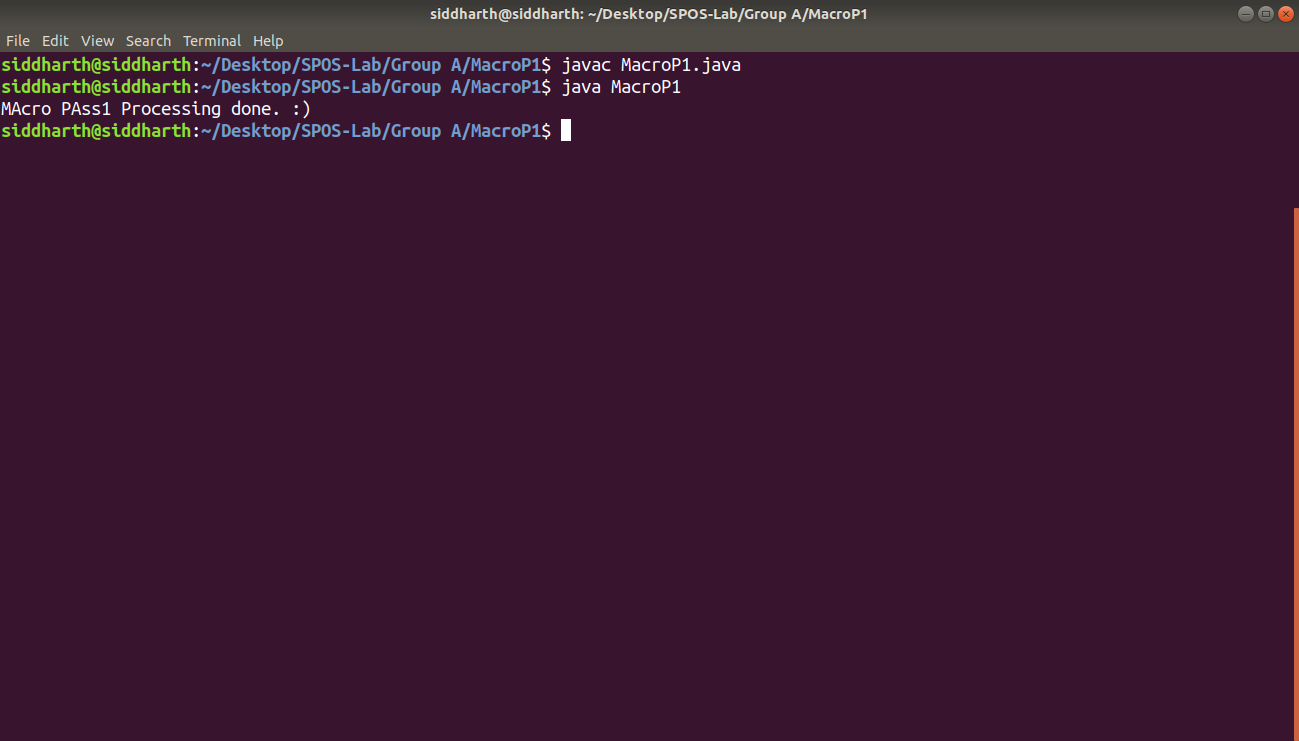 siddharth@siddharth: ~/Desktop/SPOS-Lab/Group A/MacroP1
File Edit View Search Terminal Help
siddharth@siddharth:~/Desktop/SPOS-Lab/Group A/MacroP1$ javac MacroP1.java
siddharth@siddharth:~/Desktop/SPOS-Lab/Group A/MacroP1$ java MacroP1
MAcro PAss1 Processing done. :)
siddharth@siddharth:~/Desktop/SPOS-Lab/Group A/MacroP1$